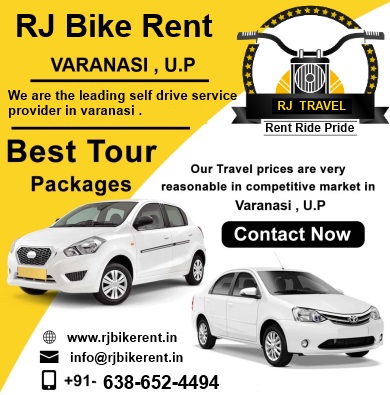 RJ Bike Rent
VARANASI , U.P
We are the leading self drive service
provider in varanasi .
RJ TRAVEL
Rent Ride Pride
Best Tour
Packages
Our Travel prices are very
reasonable in competitive market in
Varanasi , U.P
Contact Now
www.rjbikerent.in
info@rjbikerent.in
+91- 638-652-4494